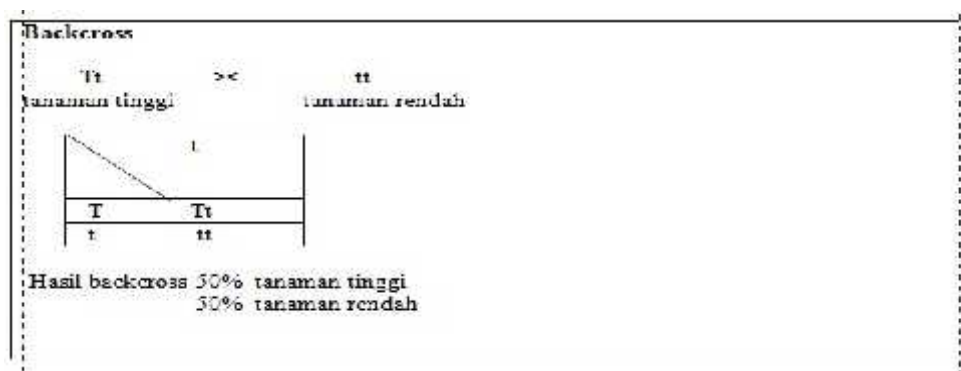 Backcross
Tt >< tt
tanaman tinggi tanaman rendah
t
T Tt
t tt
Hasil backcross 50% tanaman tinggi
50% tanaman rendah